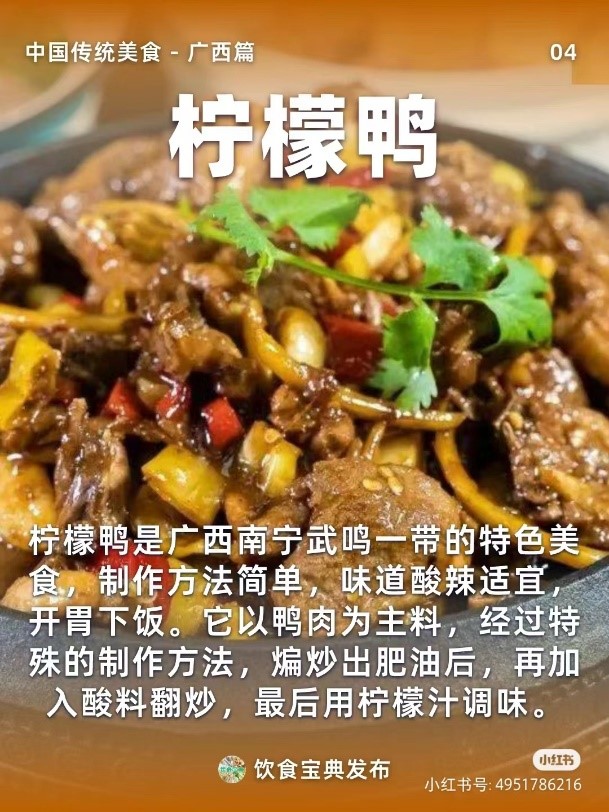 中国传统美食 - 广西篇
04
柠檬鸭
柠檬鸭是广西南宁武鸣一带的特色美
食，制作方法简单，味道酸辣适宜，
开胃下饭。它以鸭肉为主料，经过特
殊的制作方法，煸炒出肥油后，再加
入酸料翻炒，最后用柠檬汁调味。
饮食宝典发布
小红书
小红书号: 4951786216